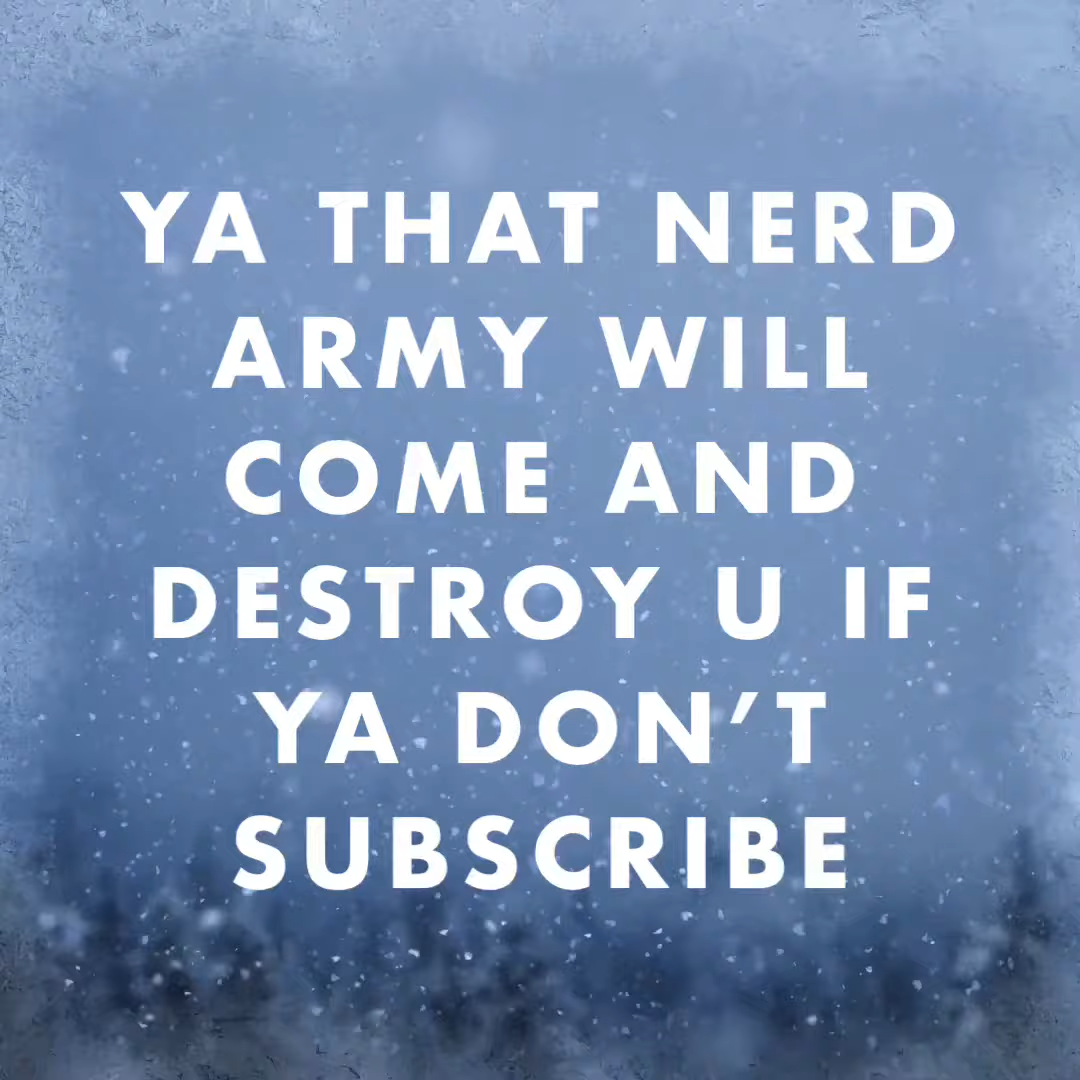 YA THAT NERD
ARMY WILL
COME AND
DESTROY U IF
YA DON’T
SUBSCRIBE